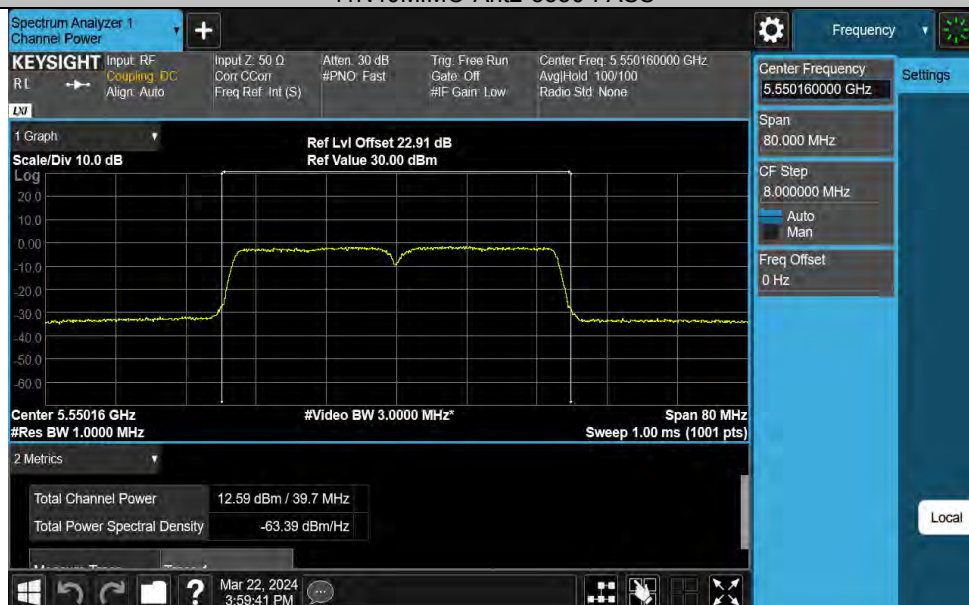 Spectrum Analyzer 1
Channel Power
+
Frequency
KEYSIGHT
RL
LXI
Input: RF
Coupling: DC
Align: Auto
Input Z: 50 Ω
Corr CCorr
Freq Ref: Int (S)
Atten: 30 dB
#PNO: Fast
Trig: Free Run
Gate: Off
#IF Gain: Low
Center Freq: 5.550160000 GHz
Avg|Hold: 100/100
Radio Std: None
Center Frequency
5.550160000 GHz
Settings
Span
80.000 MHz
CF Step
8.000000 MHz
Auto
Man
Freq Offset
0 Hz
Local
1 Graph
Scale/Div 10.0 dB
Ref Lvl Offset 22.91 dB
Ref Value 30.00 dBm
Log
20.0
10.0
0.00
-10.0
-20.0
-30.0
-40.0
-50.0
-60.0
Center 5.55016 GHz
#Video BW 3.0000 MHz*
Span 80 MHz
#Res BW 1.0000 MHz
Sweep 1.00 ms (1001 pts)
2 Metrics
Total Channel Power 12.59 dBm / 39.7 MHz
Total Power Spectral Density -63.39 dBm/Hz
?
Mar 22, 2024
3:59:41 PM